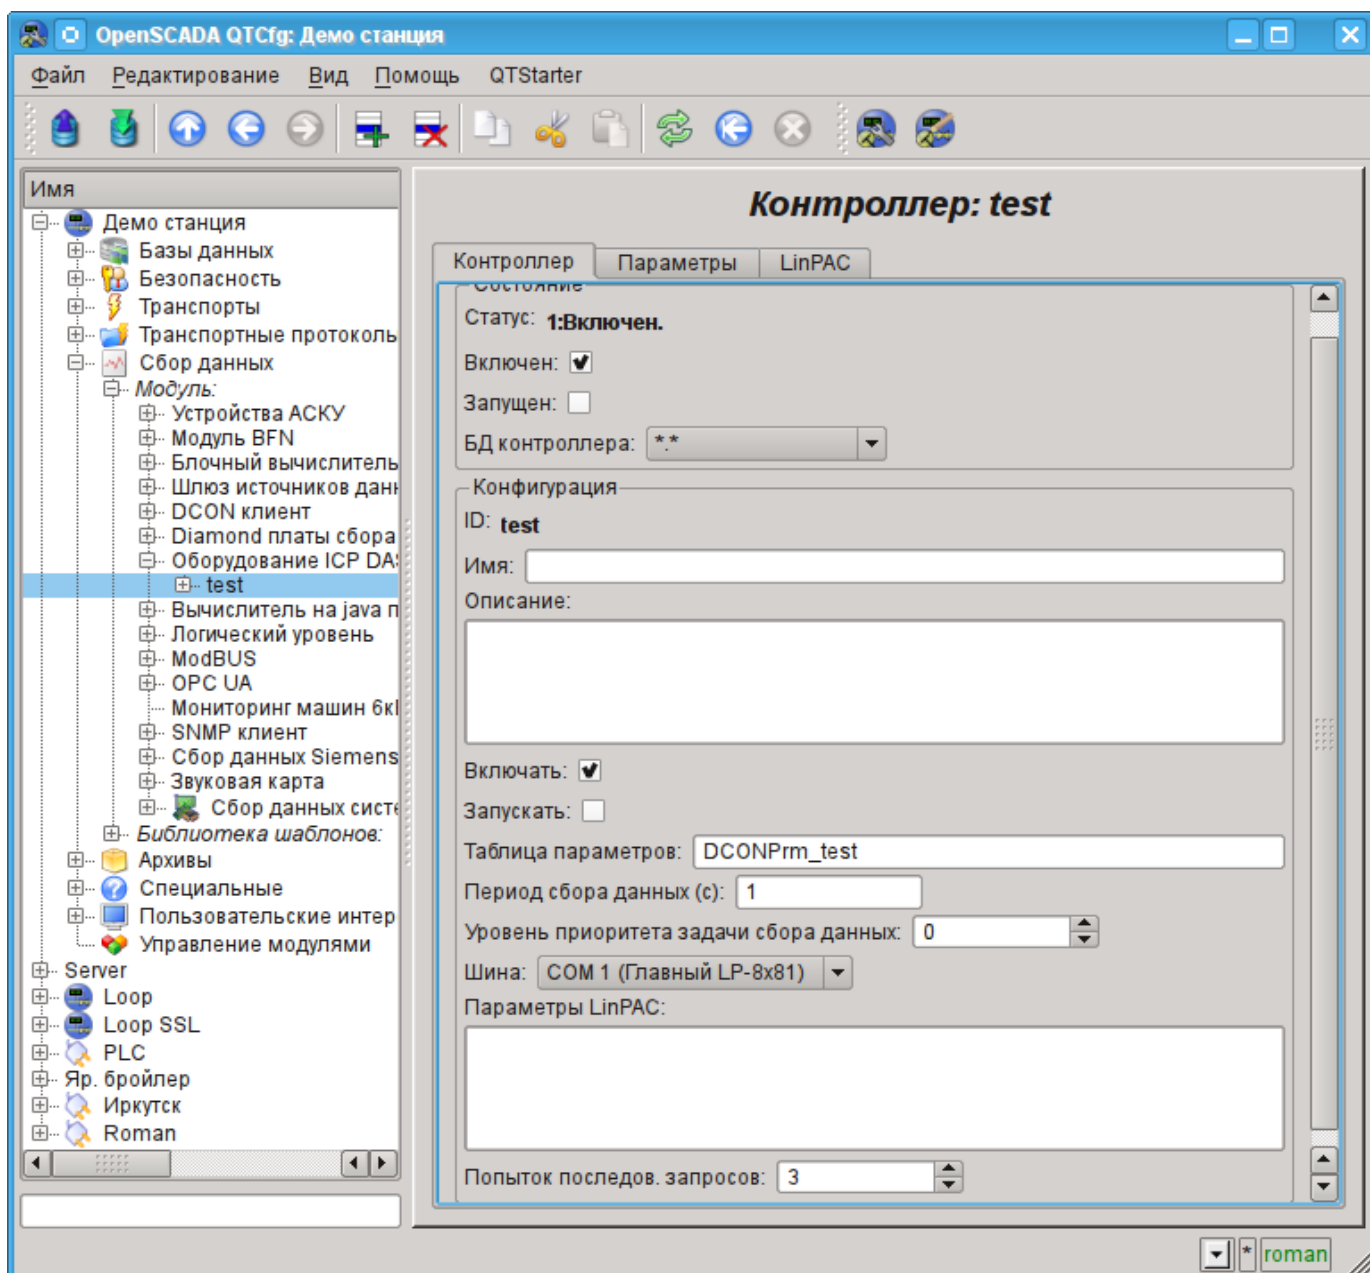 OpenSCADA QTCfg: Демо станция
Файл Редактирование Вид Помощь QTStarter
Имя
Демо станция
Базы данных
Безопасность
Транспорты
Транспортные протоколы
Сбор данных
Модуль:
Устройства АСКУ
Модуль BFN
Блочный вычислитель
Шлюз источников данн
DCON клиент
Diamond платы сбора
Оборудование ICP DAS
test
Вычислитель на java п
Логический уровень
ModBUS
OPC UA
Мониторинг машин 6кВ
SNMP клиент
Сбор данных Siemens
Звуковая карта
Сбор данных систе
Библиотека шаблонов:
Архивы
Специальные
Пользовательские интер
Управление модулями
Server
Loop
Loop SSL
PLC
Яр. бройлер
Иркутск
Roman
Контроллер: test
Контроллер Параметры LinPAC
Состояние
Статус: 1:Включен.
Включен:
Запущен:
БД контроллера: *.*
Конфигурация
ID: test
Имя:
Описание:
Включать:
Запускать:
Таблица параметров: DCONPrm_test
Период сбора данных (с): 1
Уровень приоритета задачи сбора данных: 0
Шина: COM 1 (Главный LP-8x81)
Параметры LinPAC:
Попыток последов. запросов: 3
* roman